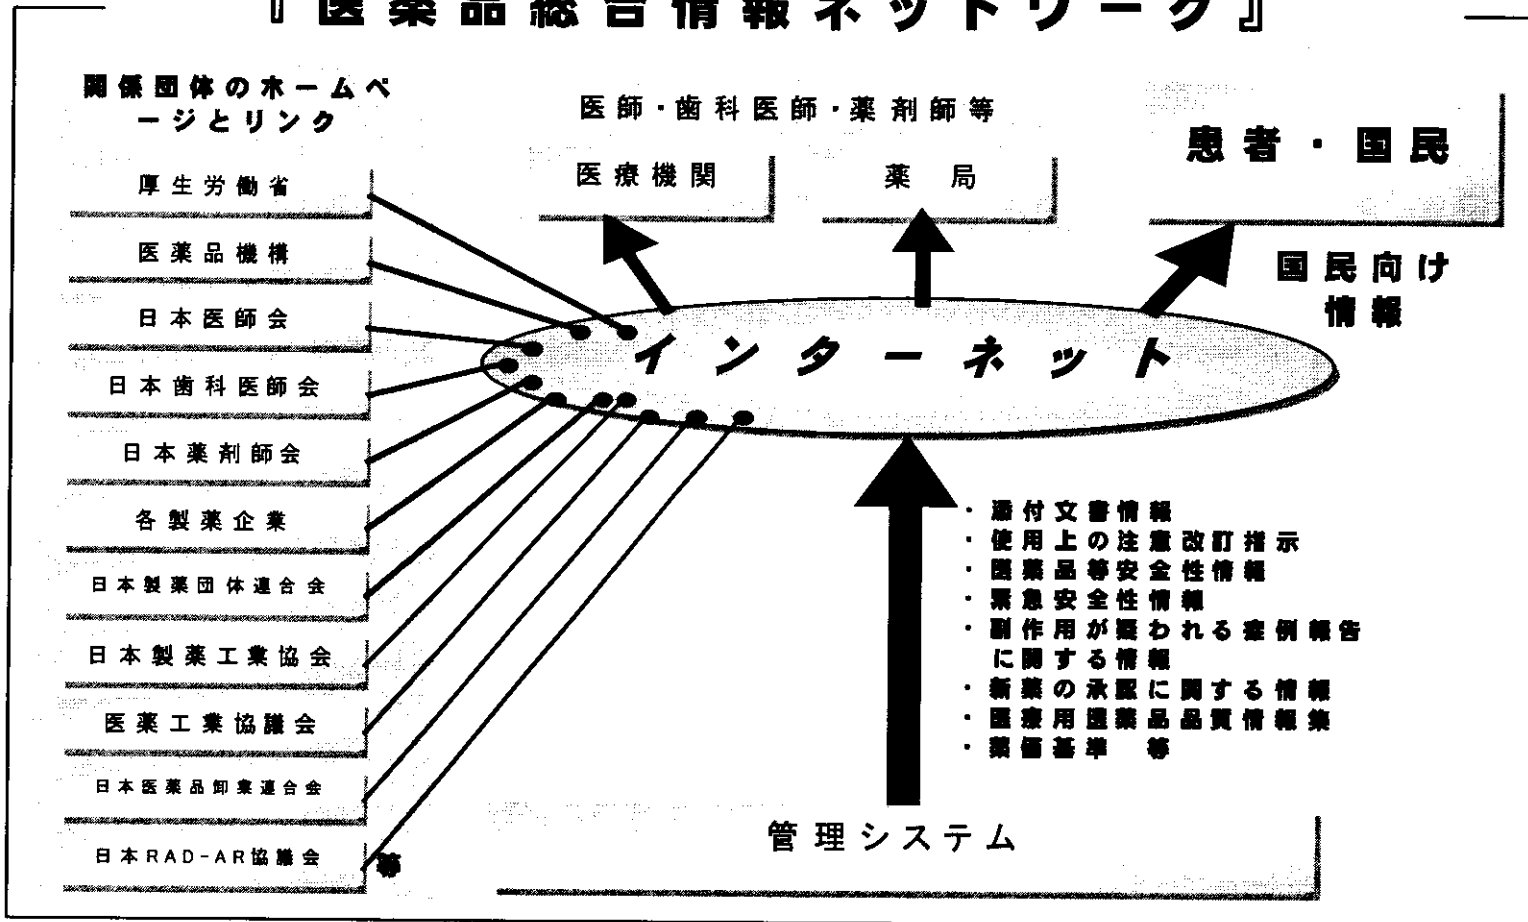 『医薬品総合情報ネットワーク』
関係団体のホームペ
ージとリンク
厚生労働省
医薬品機構
日本医師会
日本歯科医師会
日本薬剤師会
各製薬企業
日本製薬団体連合会
日本製薬工業協会
医薬工業協議会
日本医薬品卸業連合会
日本RAD-AR協議会
等
医師・歯科医師・薬剤師等
医療機関
薬局
患者・国民
国民向け
情報
インターネット
・添付文書情報
・使用上の注意改訂指示
・医薬品等安全性情報
・緊急安全性情報
・副作用が疑われる症例報告
に関する情報
・新薬の承認に関する情報
・医療用医薬品品質情報集
・薬価基準 等
管理システム